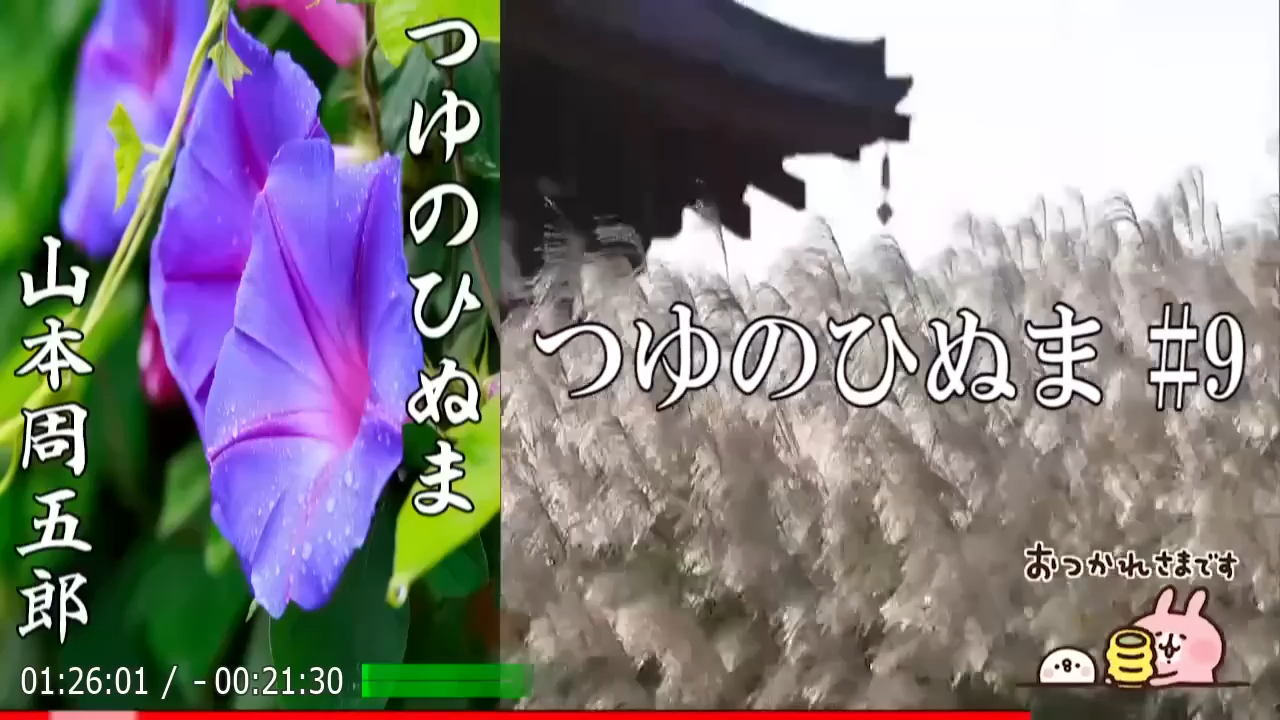 つゆのひぬま
山本周五郎
つゆのひぬま #9
おつかれさまです
01:26:01 / -00:21:30